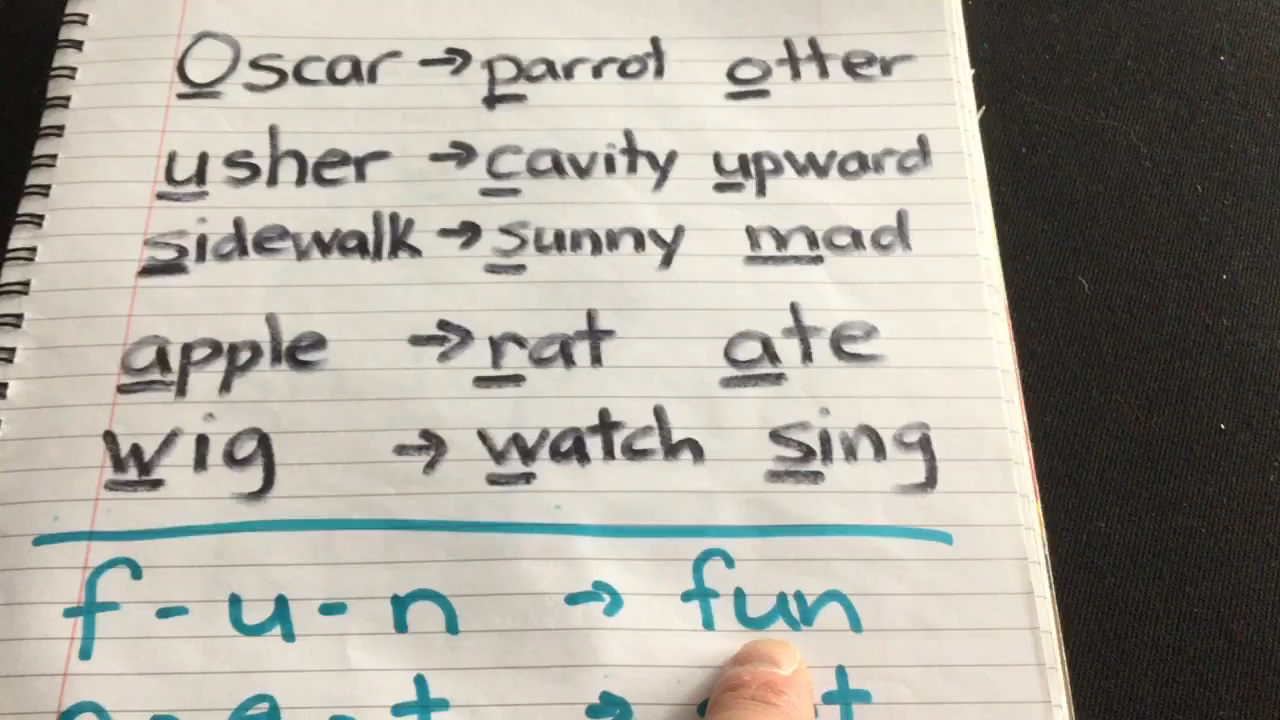 Oscar → parrot otter
usher → cavity upward
sidewalk → sunny mad
apple → rat ate
wig → watch sing
f - u - n → fun